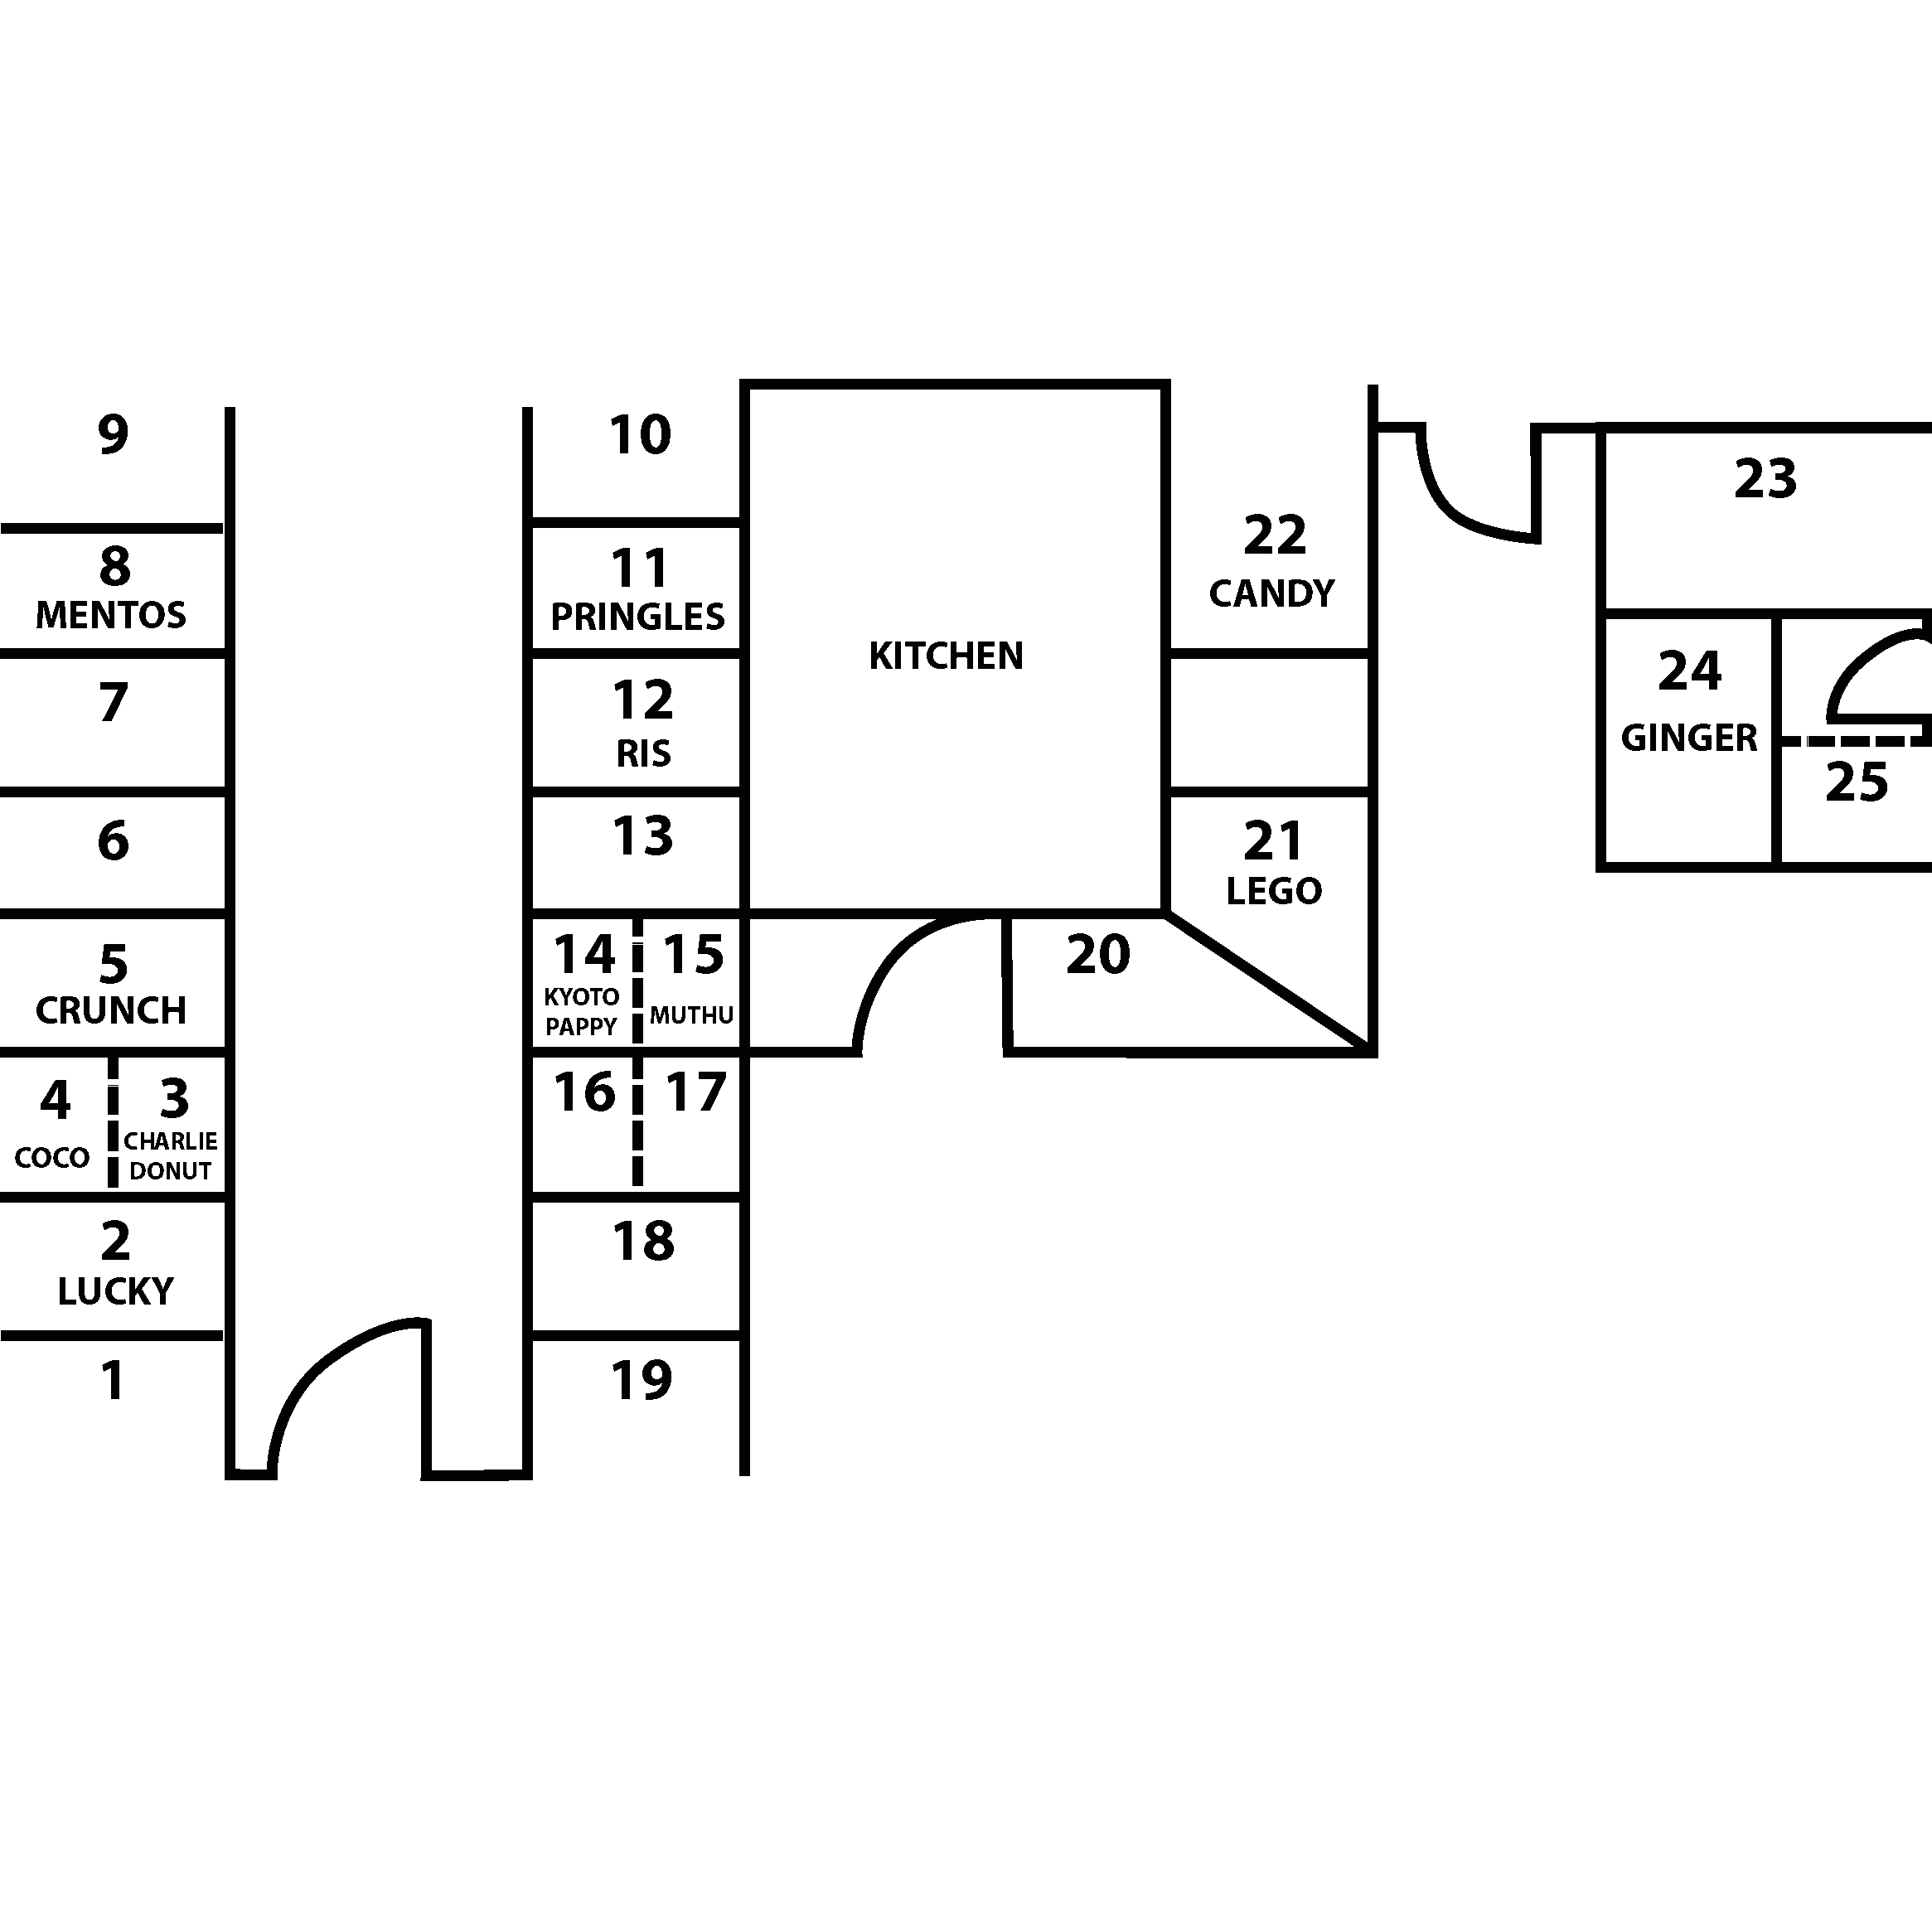 9
8
MENTOS
7
6
5
CRUNCH
4
COCO
3
CHARLIE
DONUT
2
LUCKY
1
10
11
PRINGLES
12
RIS
13
14
KYOTO
PAPPY
15
MUTHU
16
17
18
19
KITCHEN
20
22
CANDY
21
LEGO
23
24
GINGER
25